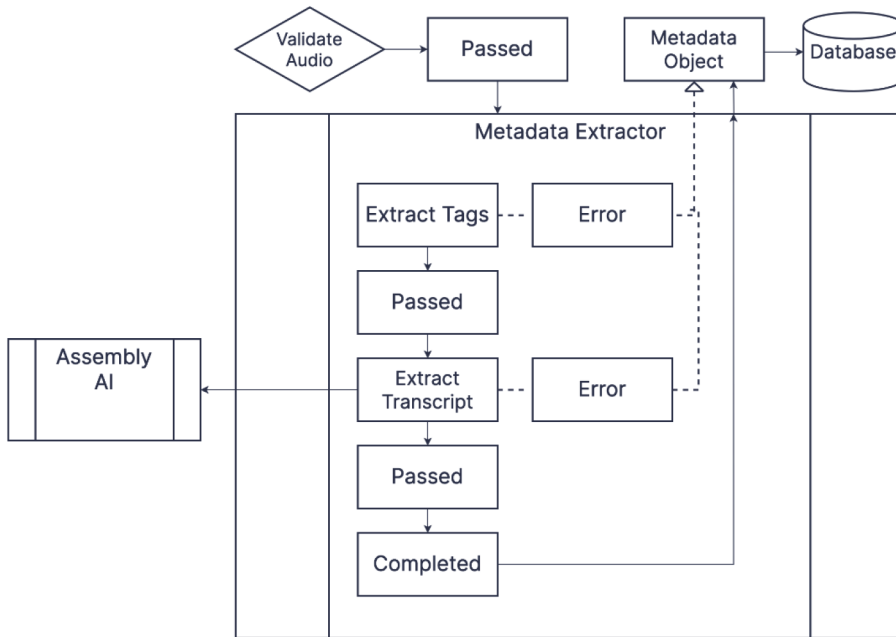 Validate
Audio
Passed
Metadata
Object
Database
Metadata Extractor
Extract Tags
Error
Passed
Assembly
AI
Extract
Transcript
Error
Passed
Completed